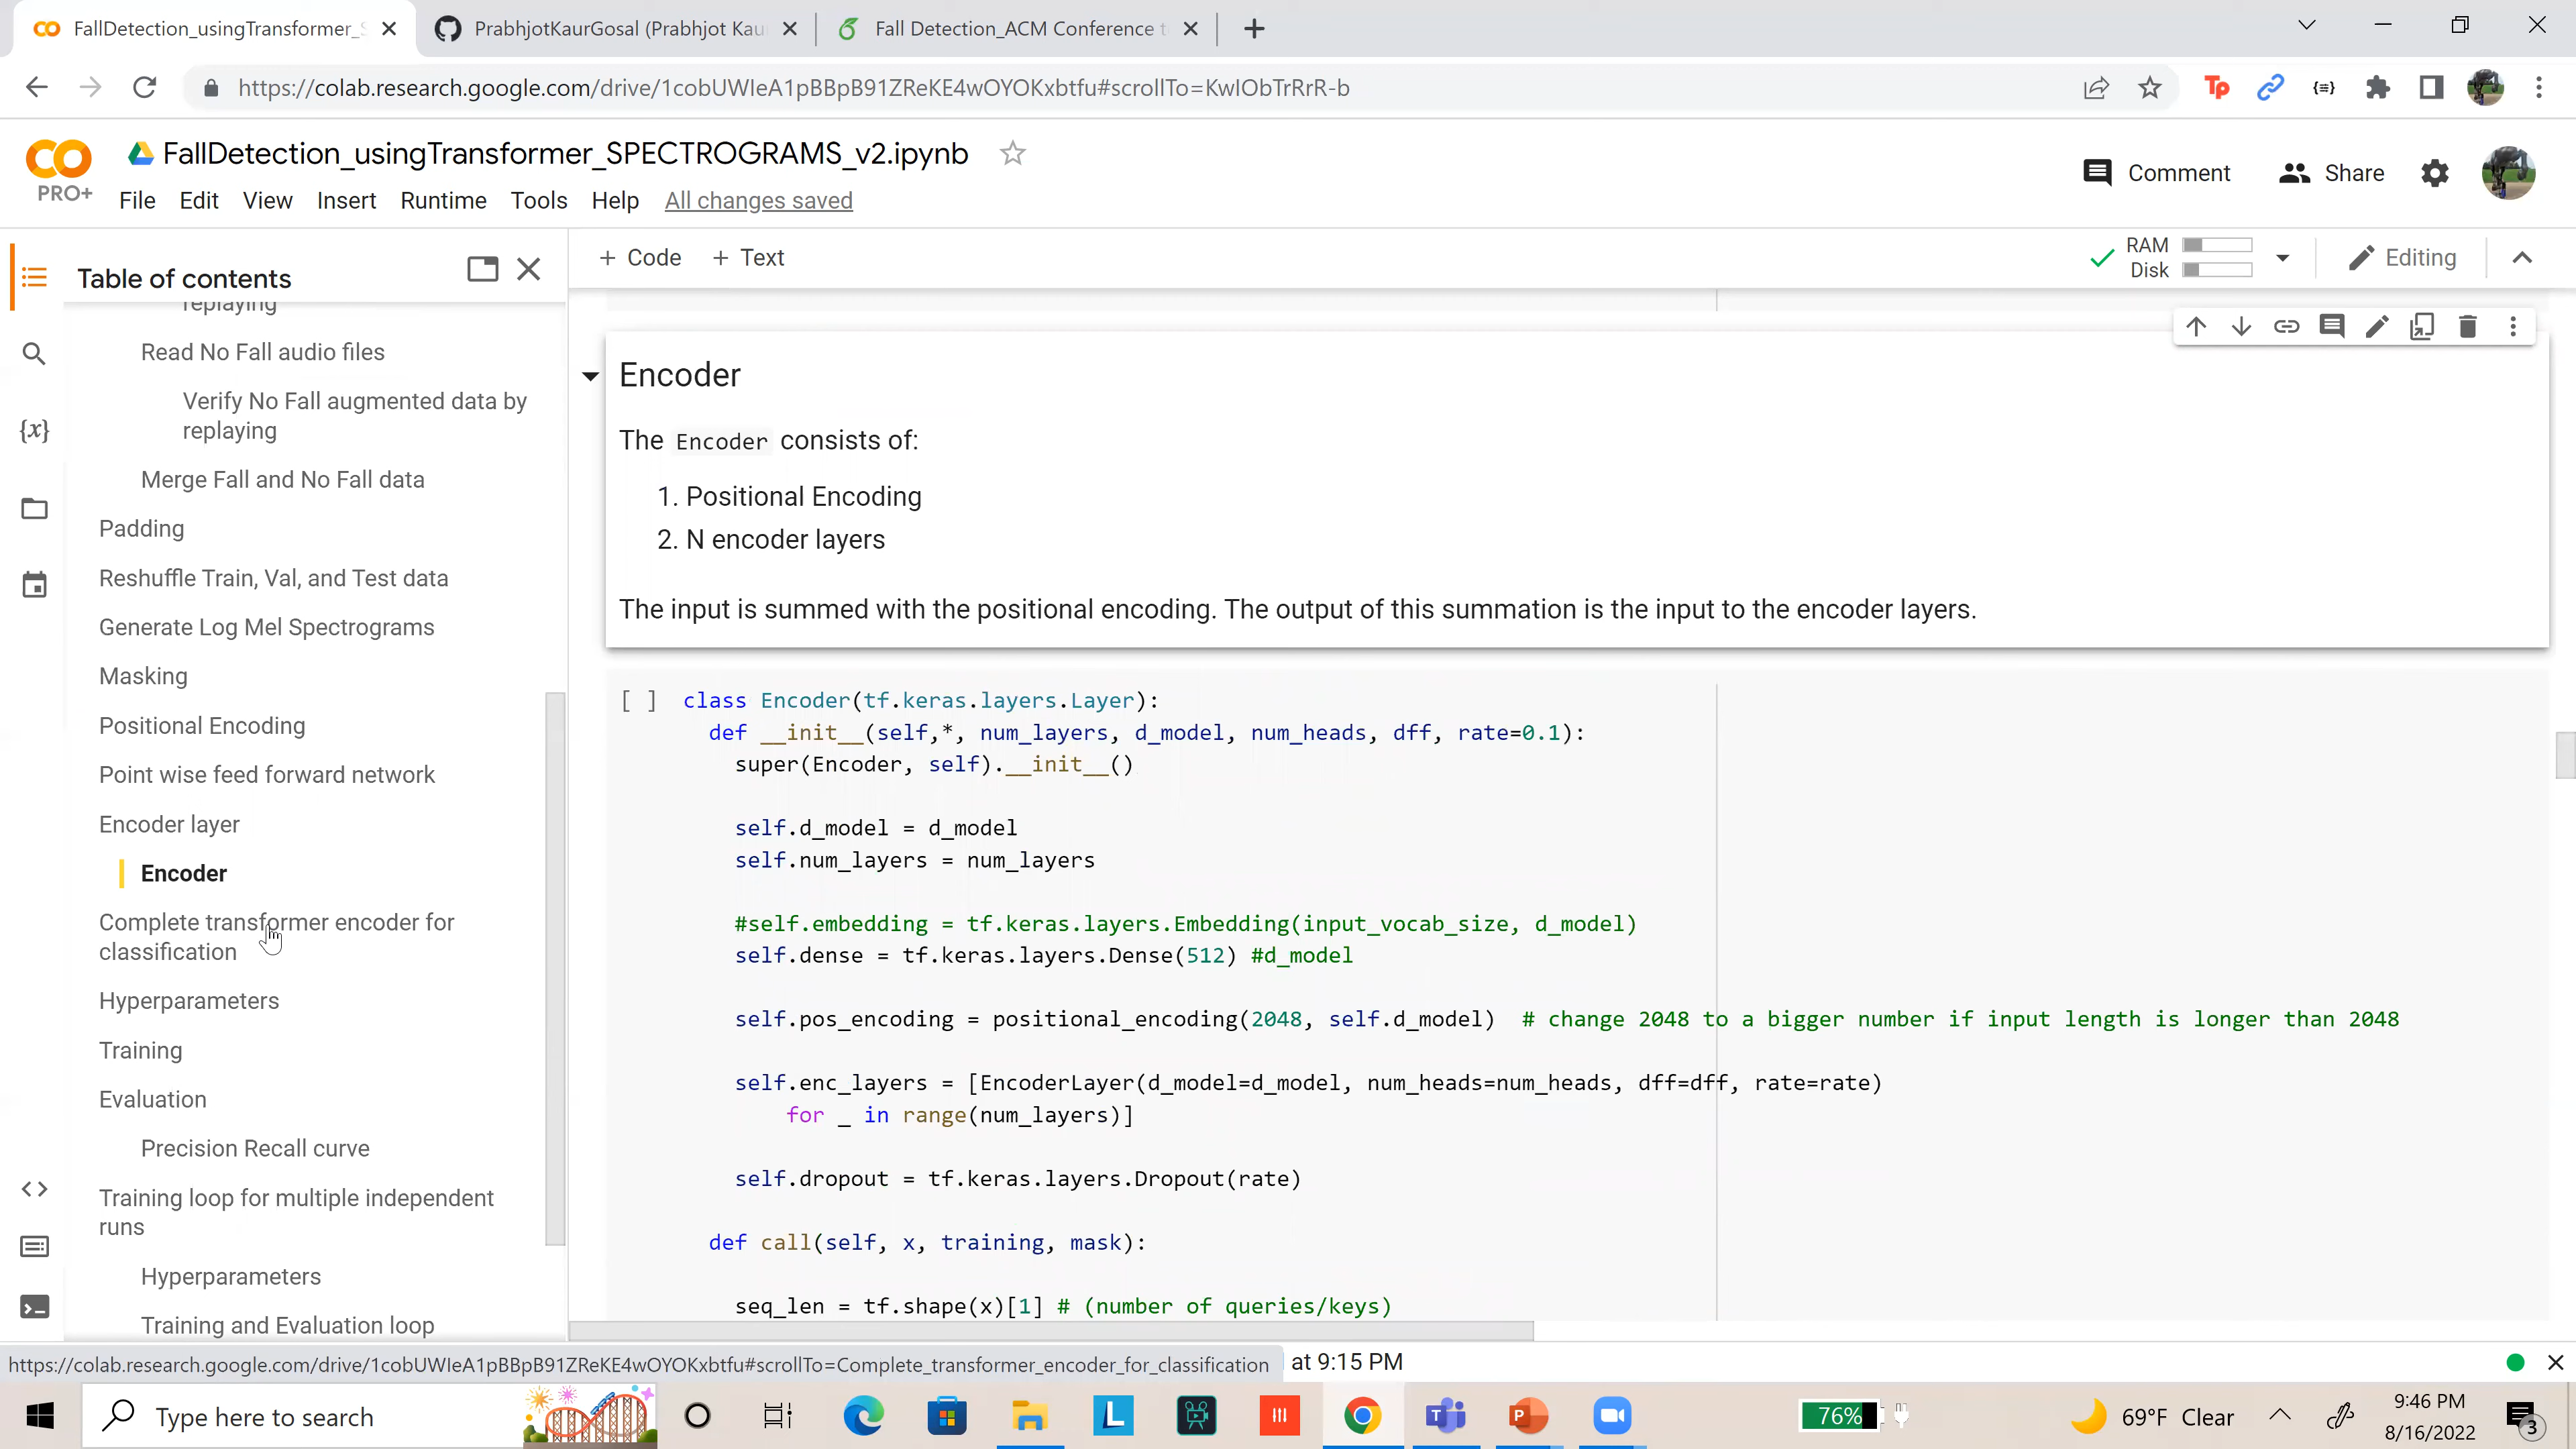 FallDetection_usingTransformer_S
PrabhjotKaurGosal (Prabhjot Kau
Fall Detection_ACM Conference t
https://colab.research.google.com/drive/1cobUWIeA1pBBpB91ZReKE4wOYOKxbtfu#scrollTo=KwIObTrRrR-b
FallDetection_usingTransformer_SPECTROGRAMS_v2.ipynb
PRO+
File Edit View Insert Runtime Tools Help All changes saved
Comment
Share
Table of contents
replaying
Read No Fall audio files
Verify No Fall augmented data by
replaying
Merge Fall and No Fall data
Padding
Reshuffle Train, Val, and Test data
Generate Log Mel Spectrograms
Masking
Positional Encoding
Point wise feed forward network
Encoder layer
Encoder
Complete transformer encoder for
classification
Hyperparameters
Training
Evaluation
Precision Recall curve
Training loop for multiple independent
runs
Hyperparameters
Training and Evaluation loop
+ Code + Text
RAM
Disk
Editing
Encoder
The Encoder consists of:
1. Positional Encoding
2. N encoder layers
The input is summed with the positional encoding. The output of this summation is the input to the encoder layers.
[ ] class Encoder(tf.keras.layers.Layer):
def __init__(self,*, num_layers, d_model, num_heads, dff, rate=0.1):
super(Encoder, self).__init__()
self.d_model = d_model
self.num_layers = num_layers
#self.embedding = tf.keras.layers.Embedding(input_vocab_size, d_model)
self.dense = tf.keras.layers.Dense(512) #d_model
self.pos_encoding = positional_encoding(2048, self.d_model) # change 2048 to a bigger number if input length is longer than 2048
self.enc_layers = [EncoderLayer(d_model=d_model, num_heads=num_heads, dff=dff, rate=rate)
for _ in range(num_layers)]
self.dropout = tf.keras.layers.Dropout(rate)
def call(self, x, training, mask):
seq_len = tf.shape(x)[1] # (number of queries/keys)
https://colab.research.google.com/drive/1cobUWIeA1pBBpB91ZReKE4wOYOKxbtfu#scrollTo=Complete_transformer_encoder_for_classification
at 9:15 PM
Type here to search
76%
69°F Clear
9:46 PM
8/16/2022
3